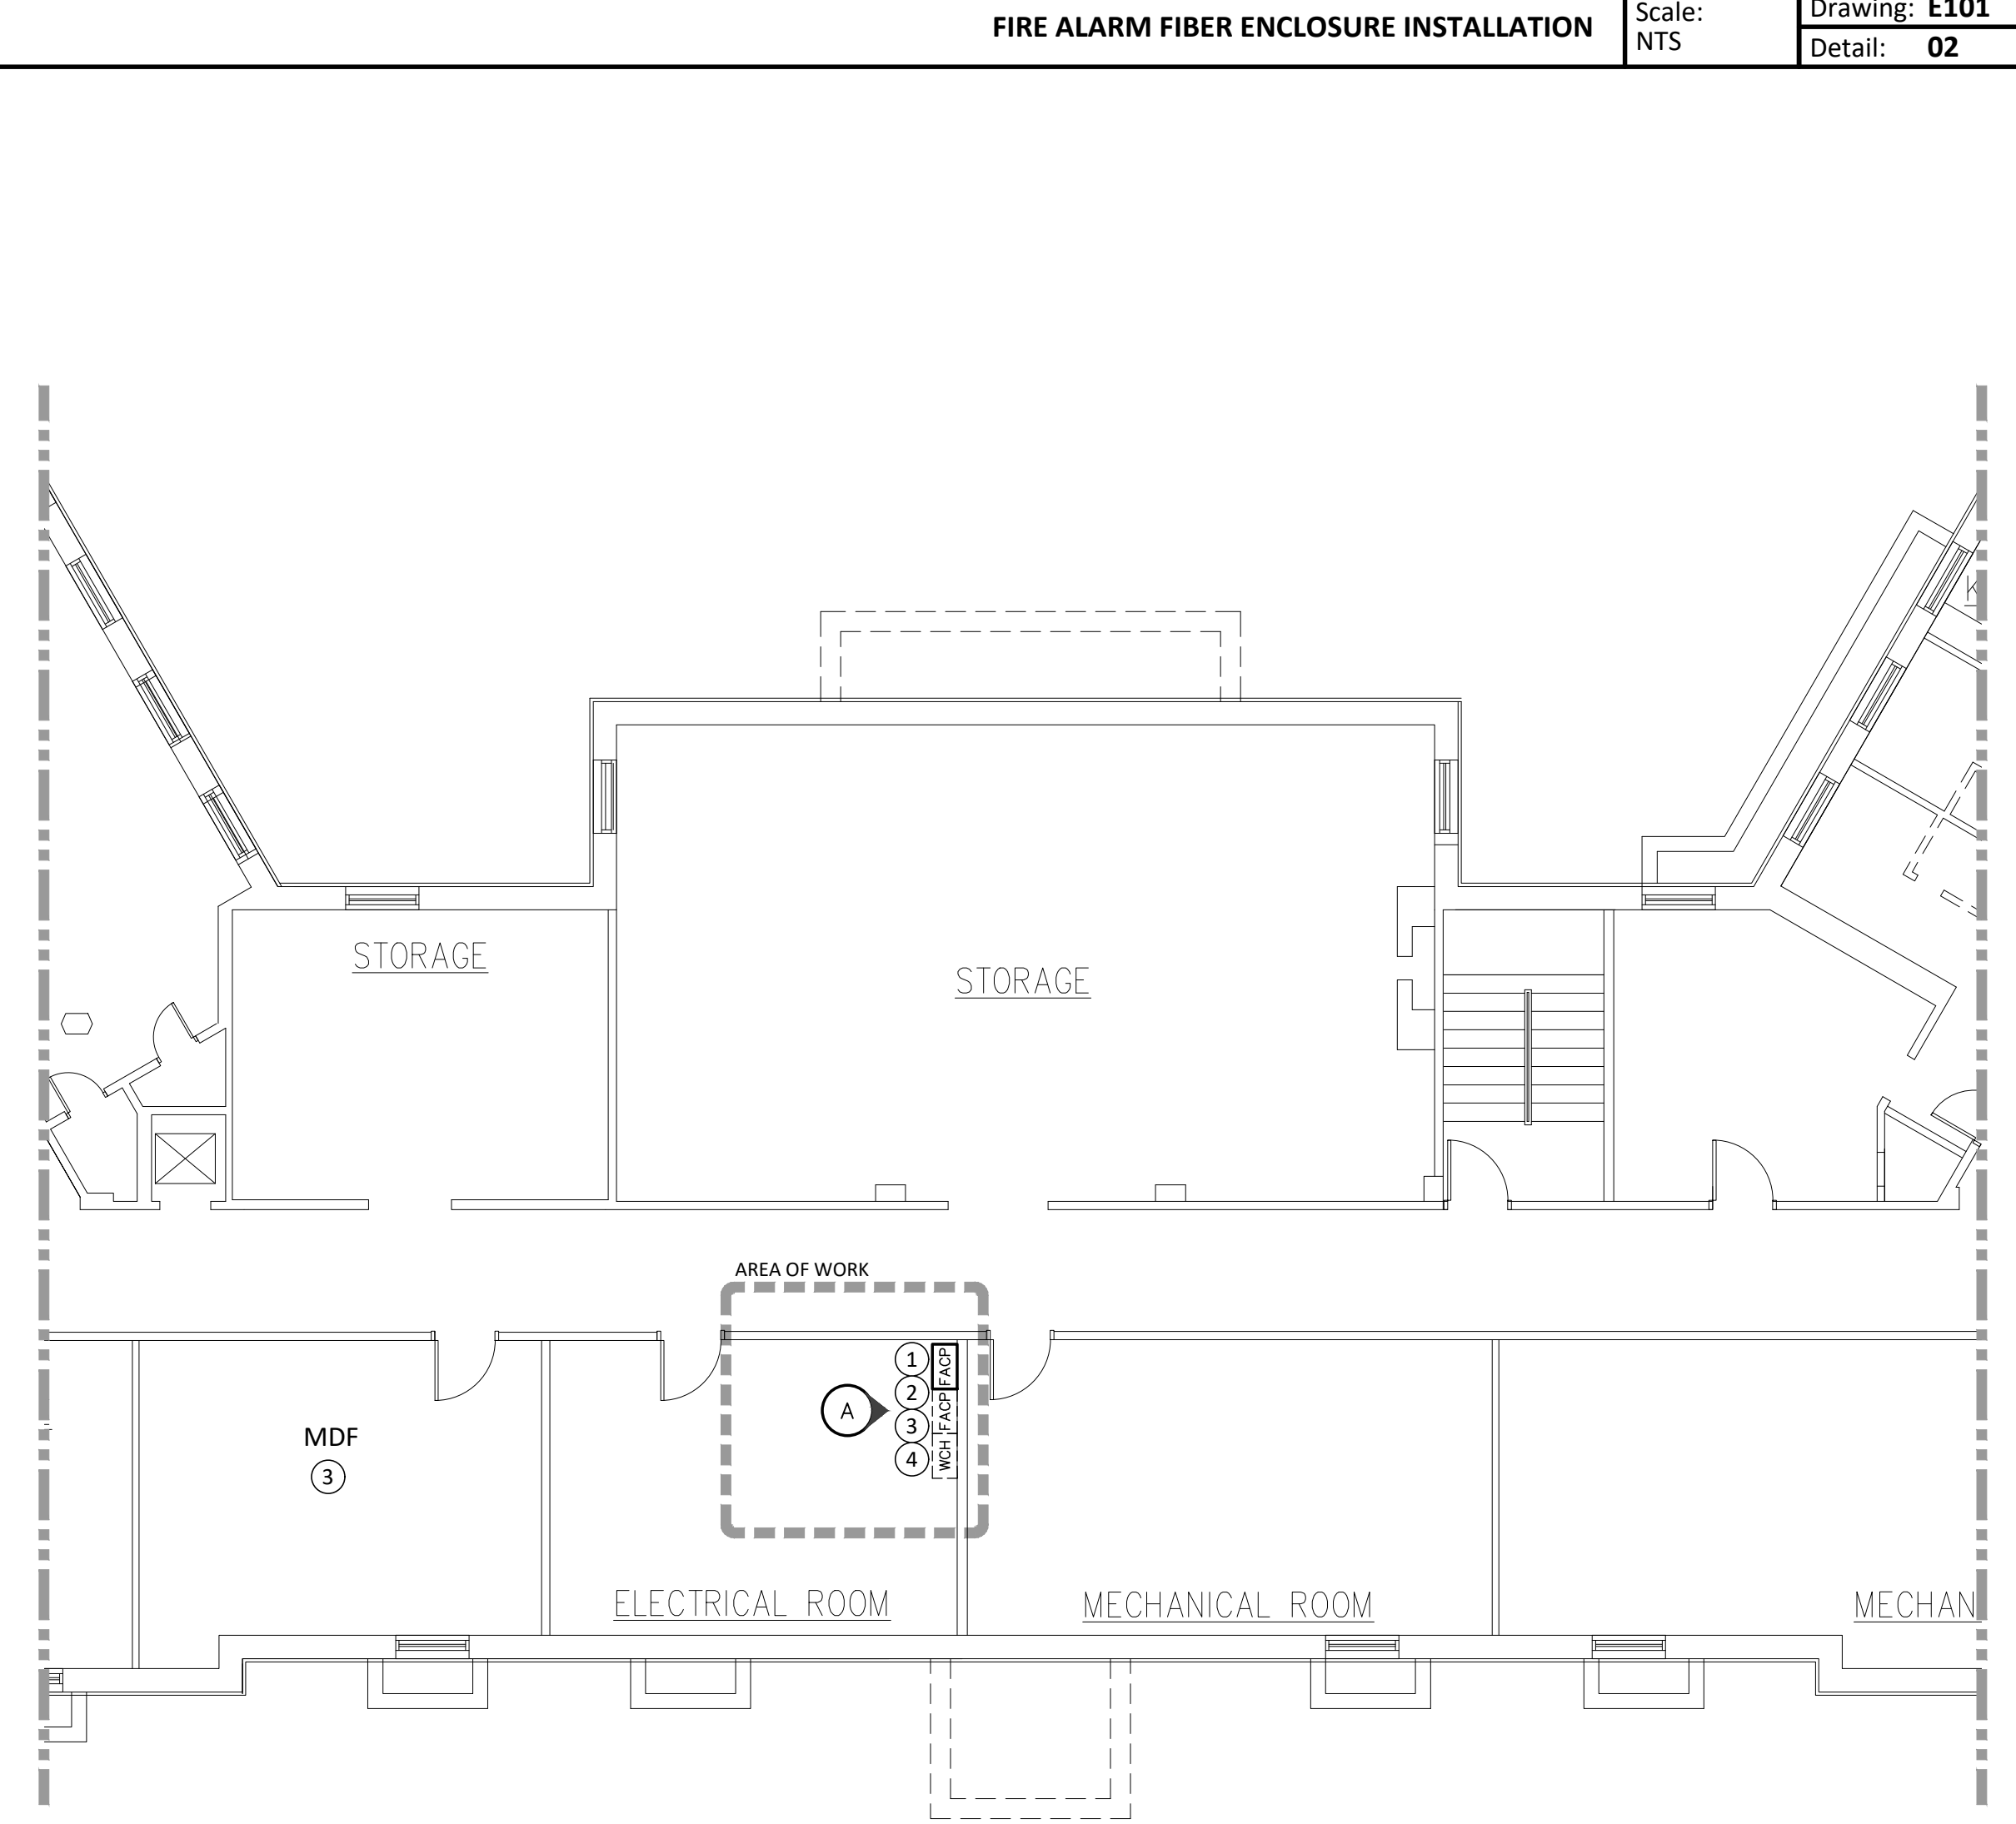 FIRE ALARM FIBER ENCLOSURE INSTALLATION
Scale:
NTS
Drawing: E101
Detail: 02
STORAGE
STORAGE
AREA OF WORK
1
2
3
4
FACP
FACP
WCH
A
MDF
3
ELECTRICAL ROOM
MECHANICAL ROOM
MECHAN
K